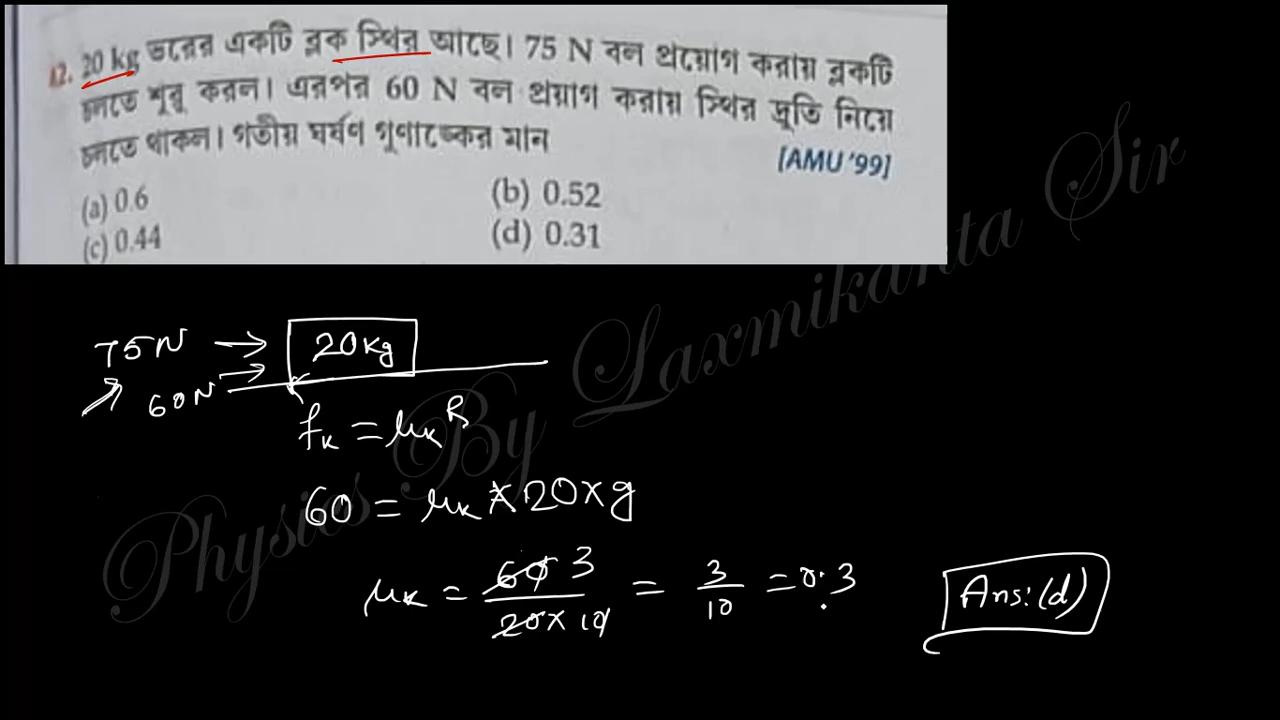 12. 20 kg ভরের একটি ব্লক স্থির আছে। 75 N বল প্রয়োগ করায় ব্লকটি
চলতে শুরু করল। এরপর 60 N বল প্রয়াগ করায় স্থির দ্রুতি নিয়ে
চলতে থাকল। গতীয় ঘর্ষণ গুণাঙ্কের মান
[AMU '99]
(a) 0.6 (b) 0.52
(c) 0.44 (d) 0.31
75N → 20kg
60N →
fₖ = μₖR
60 = μₖ × 20 × g
μₖ = 60 3 / 20 × 10 = 3/10 = 0.3
Ans: (d)
Physics By Laxmikanta Sir